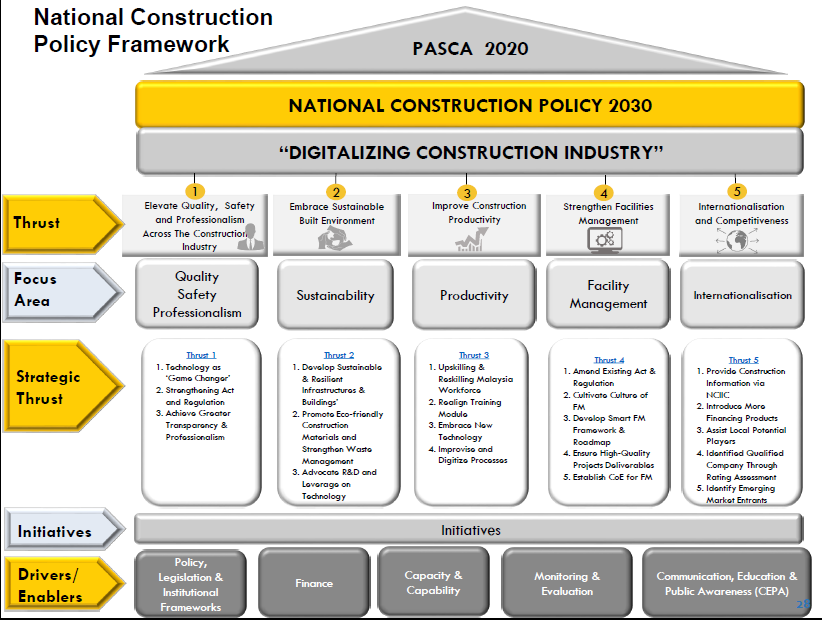 National Construction
Policy Framework
PASCA 2020
NATIONAL CONSTRUCTION POLICY 2030
“DIGITALIZING CONSTRUCTION INDUSTRY”
Thrust
1
Elevate Quality, Safety
and Professionalism
Across The Construction
Industry
2
Embrace Sustainable
Built Environment
3
Improve Construction
Productivity
4
Strengthen Facilities
Management
5
Internationalisation
and Competitiveness
Focus
Area
Quality
Safety
Professionalism
Sustainability
Productivity
Facility
Management
Internationalisation
Strategic
Thrust
Thrust 1
1. Technology as
‘Game Changer’
2. Strengthening Act
and Regulation
3. Achieve Greater
Transparency &
Professionalism
Thrust 2
1. Develop Sustainable
& Resilient
Infrastructures &
Buildings’
2. Promote Eco-friendly
Construction
Materials and
Strengthen Waste
Management
3. Advocate R&D and
Leverage on
Technology
Thrust 3
1. Upskilling &
Reskilling Malaysia
Workforce
2. Realign Training
Module
3. Embrace New
Technology
4. Improvise and
Digitize Processes
Thrust 4
1. Amend Existing Act &
Regulation
2. Cultivate Culture of
FM
3. Develop Smart FM
Framework &
Roadmap
4. Ensure High-Quality
Projects Deliverables
5. Establish CoE for FM
Thrust 5
1. Provide Construction
Information via
NCIIC
2. Introduce More
Financing Products
3. Assist Local Potential
Players
4. Identified Qualified
Company Through
Rating Assessment
5. Identify Emerging
Market Entrants
Initiatives
Initiatives
Drivers/
Enablers
Policy,
Legislation &
Institutional
Frameworks
Finance
Capacity &
Capability
Monitoring &
Evaluation
Communication, Education &
Public Awareness (CEPA)